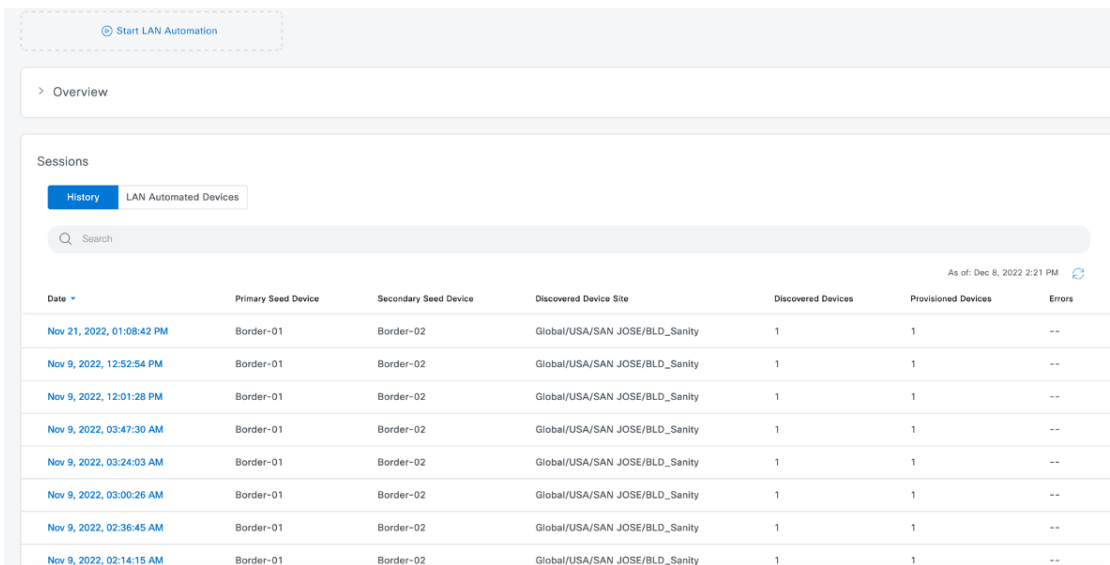 Start LAN Automation
Overview
Sessions
History LAN Automated Devices
Search
As of: Dec 8, 2022 2:21 PM
Date Primary Seed Device Secondary Seed Device Discovered Device Site Discovered Devices Provisioned Devices Errors
Nov 21, 2022, 01:08:42 PM Border-01 Border-02 Global/USA/SAN JOSE/BLD_Sanity 1 1 --
Nov 9, 2022, 12:52:54 PM Border-01 Border-02 Global/USA/SAN JOSE/BLD_Sanity 1 1 --
Nov 9, 2022, 12:01:28 PM Border-01 Border-02 Global/USA/SAN JOSE/BLD_Sanity 1 1 --
Nov 9, 2022, 03:47:30 AM Border-01 Border-02 Global/USA/SAN JOSE/BLD_Sanity 1 1 --
Nov 9, 2022, 03:24:03 AM Border-01 Border-02 Global/USA/SAN JOSE/BLD_Sanity 1 1 --
Nov 9, 2022, 03:00:26 AM Border-01 Border-02 Global/USA/SAN JOSE/BLD_Sanity 1 1 --
Nov 9, 2022, 02:36:45 AM Border-01 Border-02 Global/USA/SAN JOSE/BLD_Sanity 1 1 --
Nov 9, 2022, 02:14:15 AM Border-01 Border-02 Global/USA/SAN JOSE/BLD_Sanity 1 1 --